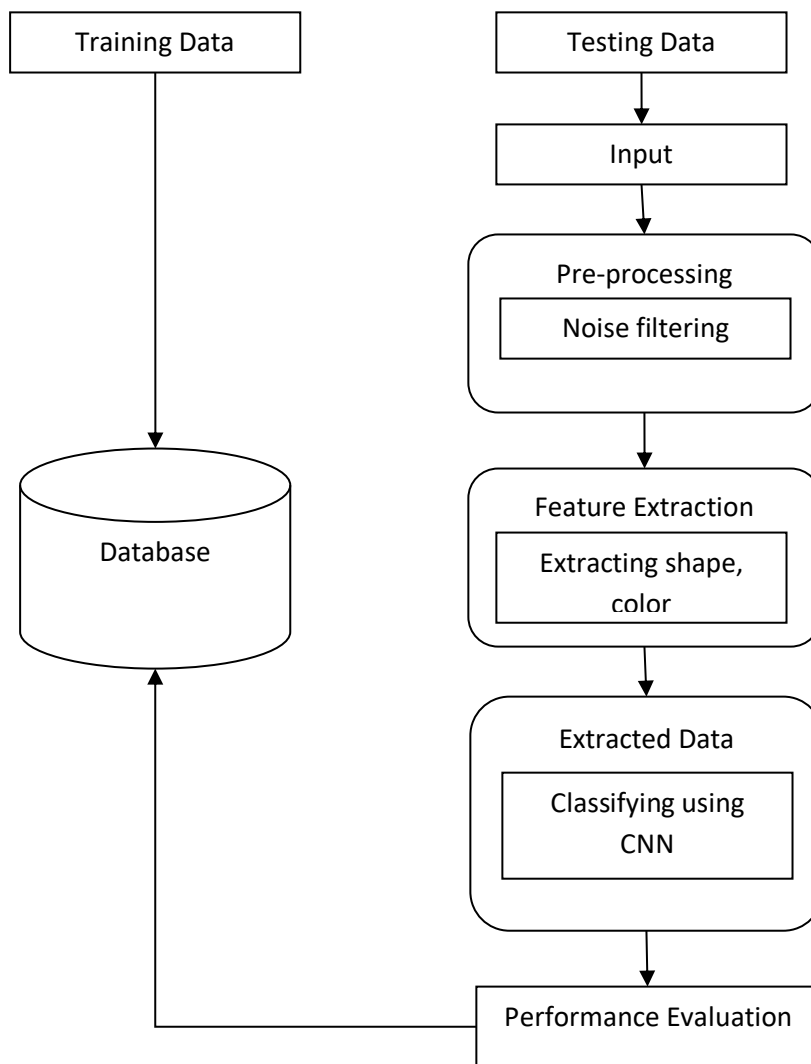 Training Data
Testing Data
Input
Pre-processing
Noise filtering
Feature Extraction
Extracting shape,
color
Database
Extracted Data
Classifying using
CNN
Performance Evaluation